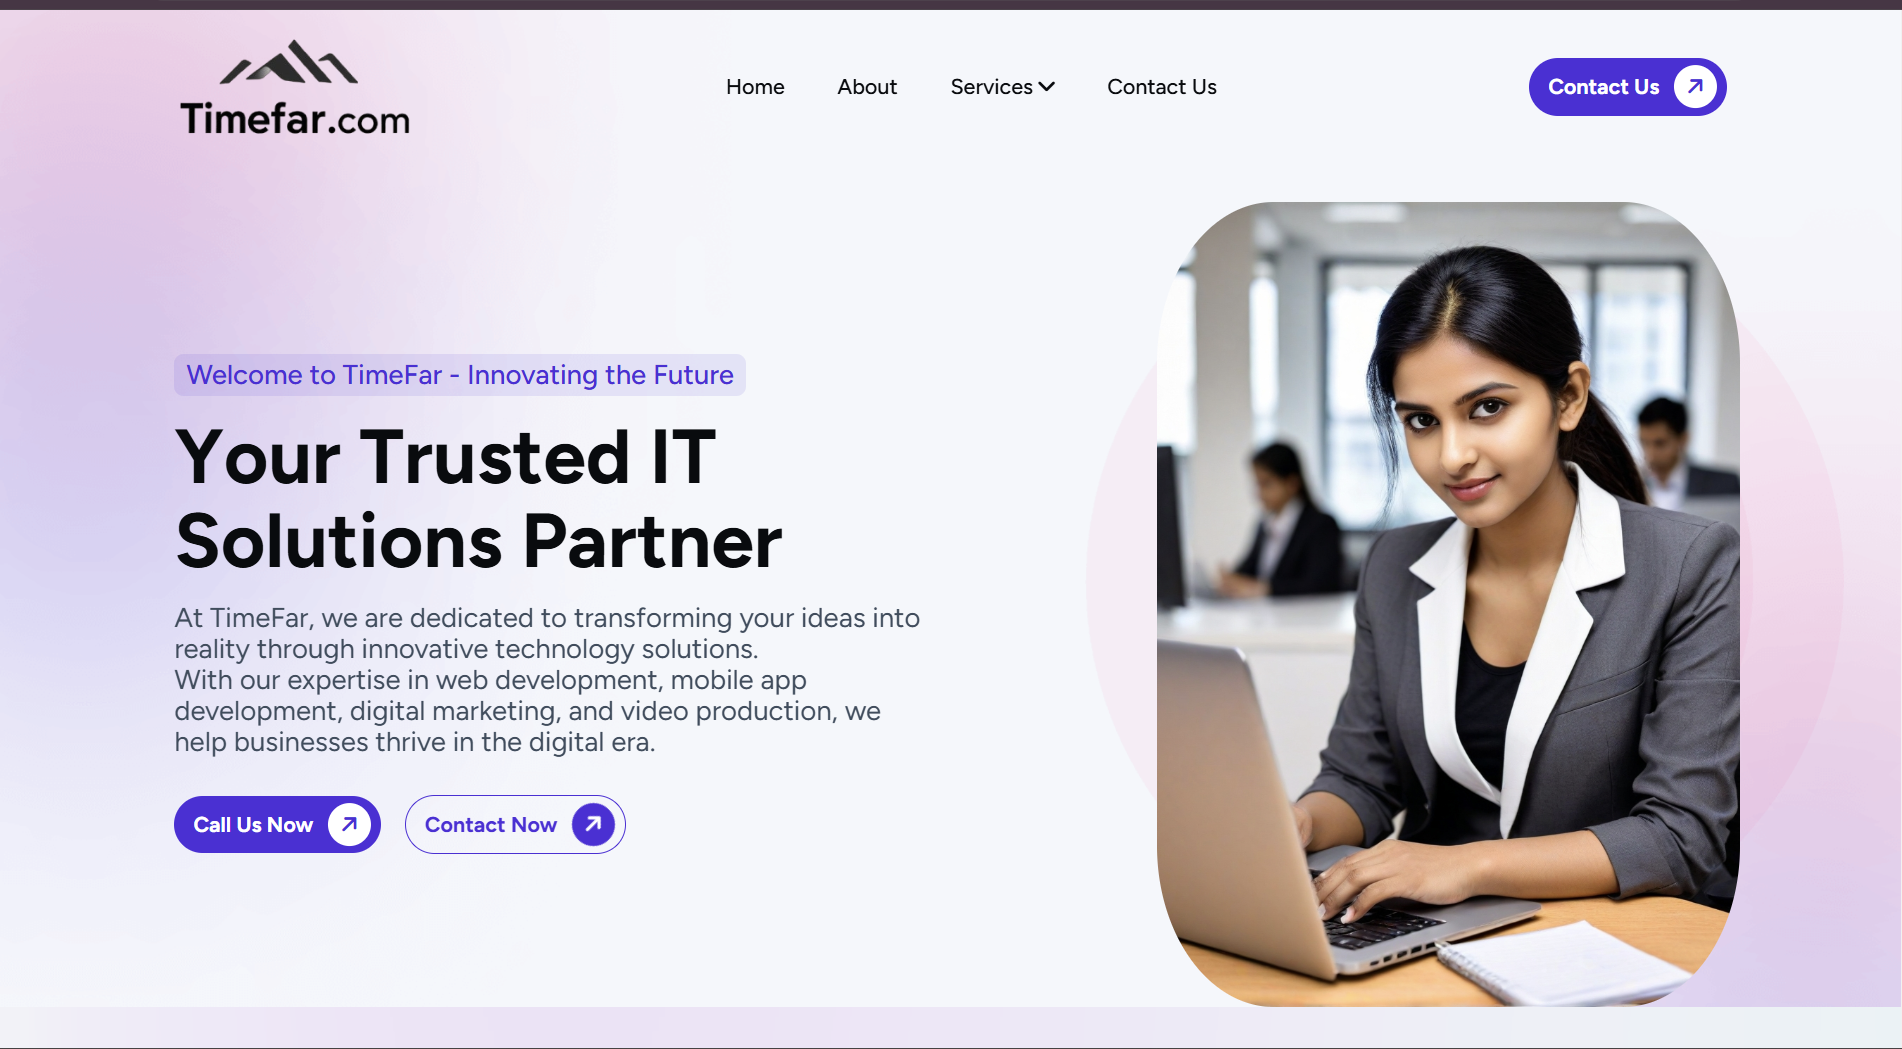 Timefar.com
Home
About
Services
Contact Us
Contact Us
Welcome to TimeFar - Innovating the Future
Your Trusted IT
Solutions Partner
At TimeFar, we are dedicated to transforming your ideas into
reality through innovative technology solutions.
With our expertise in web development, mobile app
development, digital marketing, and video production, we
help businesses thrive in the digital era.
Call Us Now
Contact Now